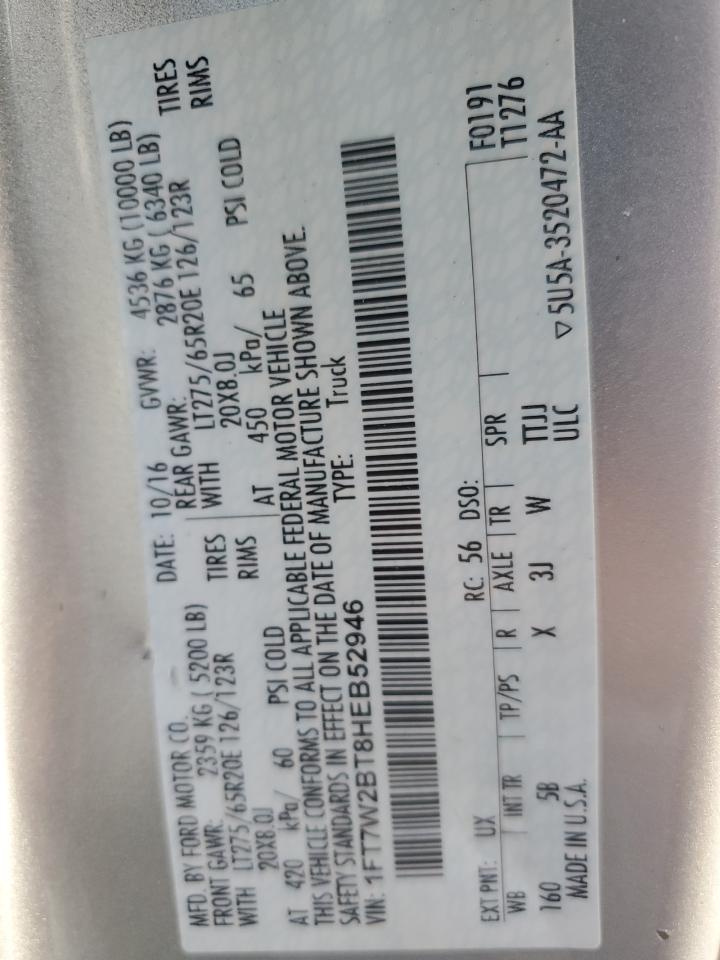 MFD. BY FORD MOTOR CO. DATE: 10/16 GVWR: 4536 KG (10000 LB)
FRONT GAWR: 2359 KG ( 5200 LB) REAR GAWR: 2876 KG ( 6340 LB)
WITH LT275/65R20E 126/123R TIRES WITH LT275/65R20E 126/123R TIRES
20X8.0J RIMS 20X8.0J RIMS
AT 420 kPa/ 60 PSI COLD AT 450 kPa/ 65 PSI COLD
THIS VEHICLE CONFORMS TO ALL APPLICABLE FEDERAL MOTOR VEHICLE
SAFETY STANDARDS IN EFFECT ON THE DATE OF MANUFACTURE SHOWN ABOVE.
VIN: 1FT7W2BT8HEB52946 TYPE: Truck
F0191
T1276
EXT PNT: UX RC: 56 DSO:
WB INT TR TP/PS R AXLE TR SPR
160 5B X 3J W TTJJ
ULC
MADE IN U.S.A. ▽5U5A-3520472-AA